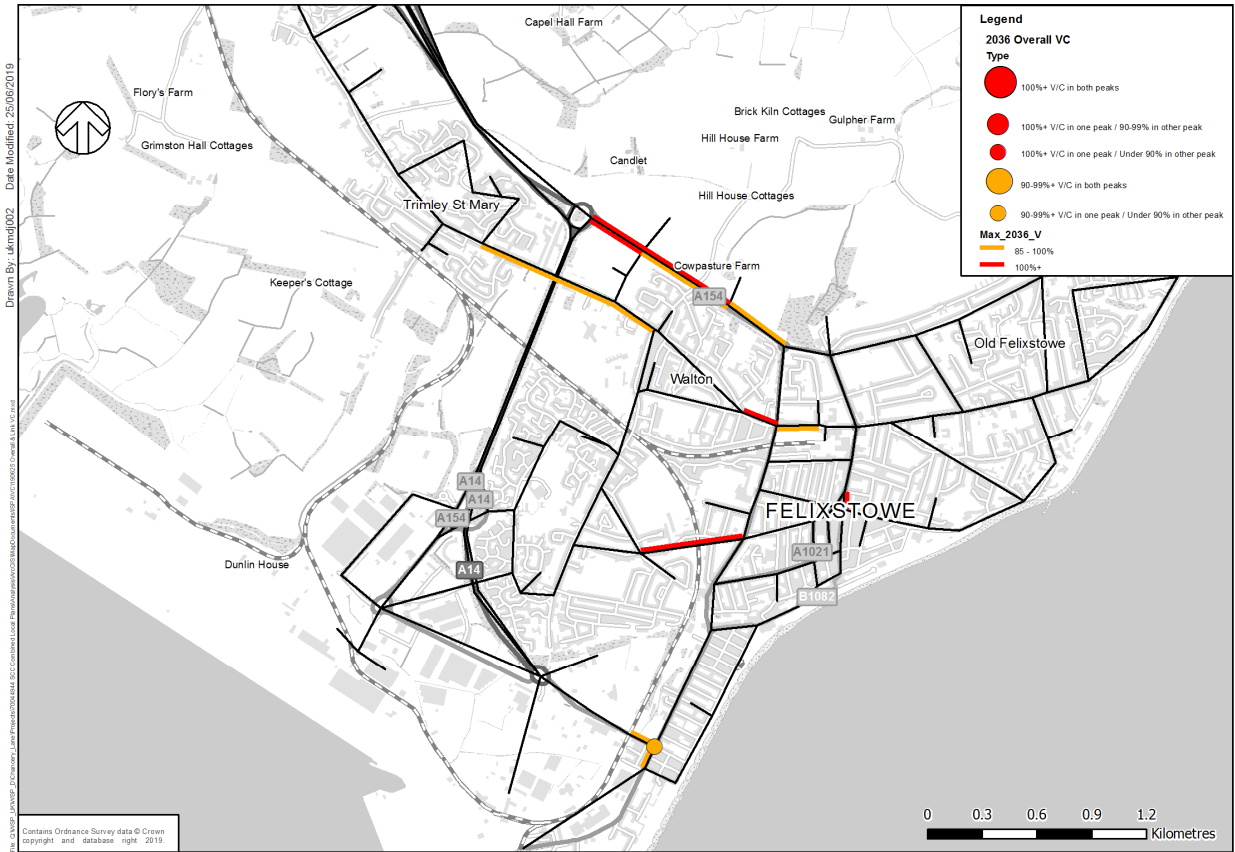 Capel Hall Farm
Flory's Farm
Grimston Hall Cottages
Brick Kiln Cottages
Gulpher Farm
Hill House Farm
Candlet
Hill House Cottages
Trimley St Mary
Cowpasture Farm
Keeper's Cottage
A154
Old Felixstowe
Walton
A14
A14
A154
FELIXSTOWE
A1021
Dunlin House
A14
B1082
Legend
2036 Overall VC
Type
100%+ V/C in both peaks
100%+ V/C in one peak / 90-99% in other peak
100%+ V/C in one peak / Under 90% in other peak
90-99%+ V/C in both peaks
90-99%+ V/C in one peak / Under 90% in other peak
Max_2036_V
85 - 100%
100%+
0 0.3 0.6 0.9 1.2
Kilometres
Contains Ordnance Survey data © Crown
copyright and database right 2019.
Drawn By: ukmdj002 Date Modified: 25/06/2019